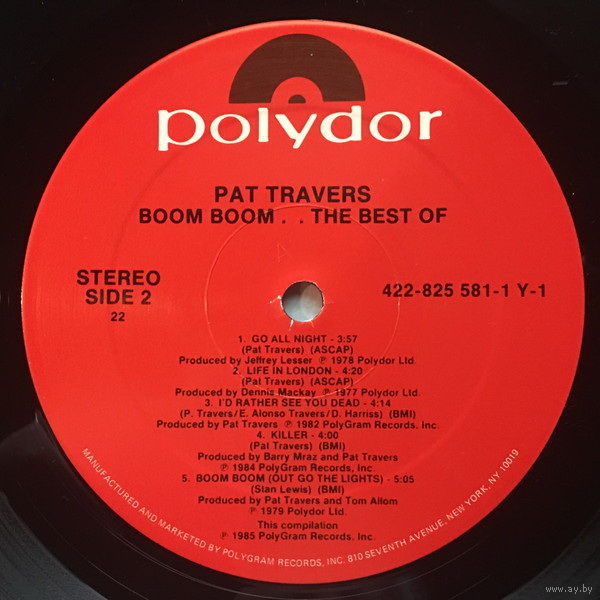 polydor
PAT TRAVERS
BOOM BOOM . . THE BEST OF
STEREO
SIDE 2
22
422-825 581-1 Y-1
1. GO ALL NIGHT - 3:57
(Pat Travers) (ASCAP)
Produced by Jeffrey Lesser ℗ 1978 Polydor Ltd.
2. LIFE IN LONDON - 4:20
(Pat Travers) (ASCAP)
Produced by Dennis Mackay ℗ 1977 Polydor Ltd.
3. I'D RATHER SEE YOU DEAD - 4:14
(P. Travers/E. Alonso Travers/D. Harriss) (BMI)
Produced by Pat Travers ℗ 1982 PolyGram Records. Inc.
4. KILLER - 4:00
(Pat Travers) (BMI)
Produced by Barry Mraz and Pat Travers
℗ 1984 PolyGram Records, Inc.
5. BOOM BOOM (OUT GO THE LIGHTS) - 5:05
(Stan Lewis) (BMI)
Produced by Pat Travers and Tom Allom
℗ 1979 Polydor Ltd.
This compilation
℗ 1985 PolyGram Records, Inc.
MANUFACTURED AND MARKETED BY POLYGRAM RECORDS, INC. 810 SEVENTH AVENUE, NEW YORK, NY 10019
www.ay.by